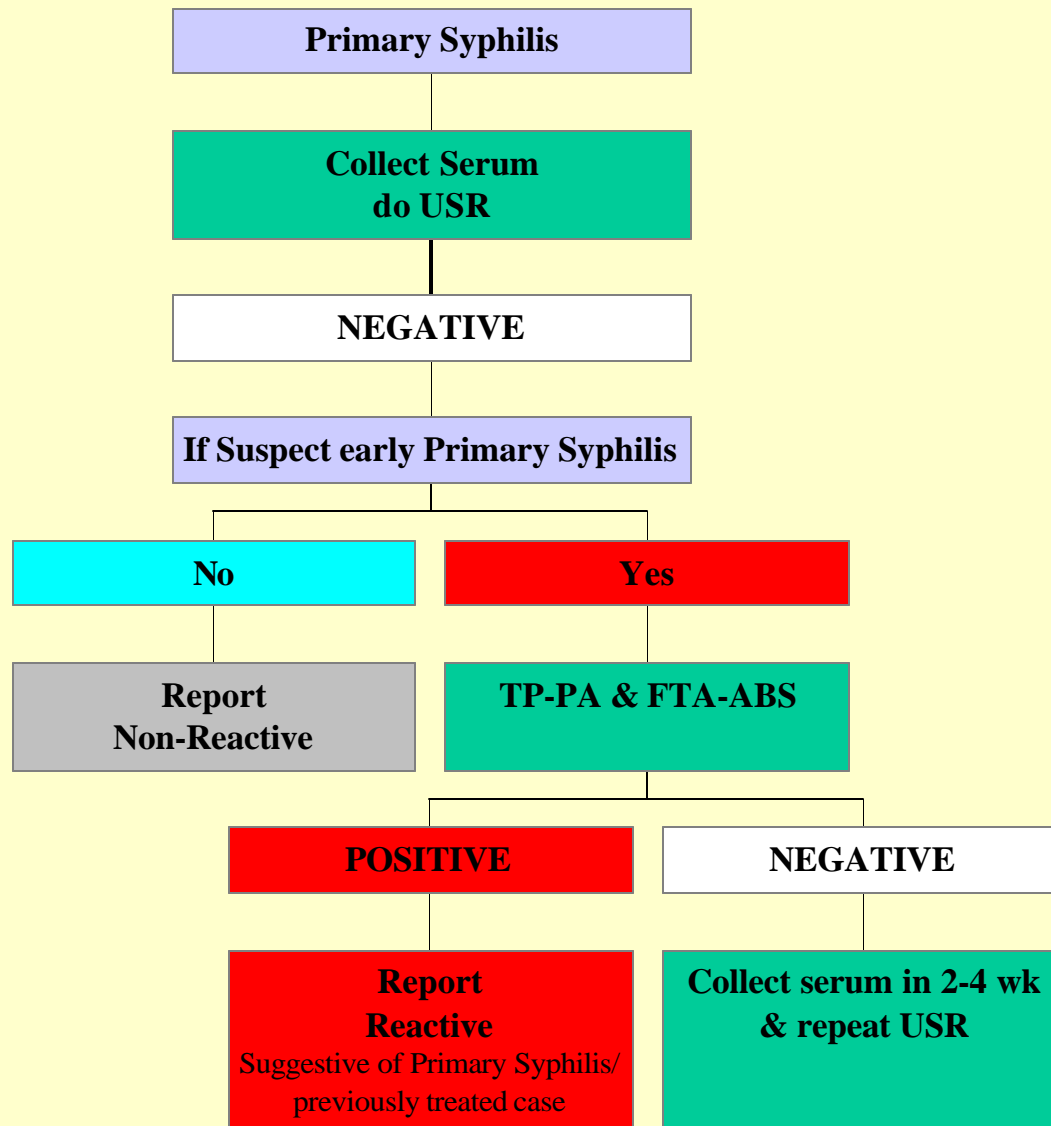 Primary Syphilis
Collect Serum
do USR
NEGATIVE
If Suspect early Primary Syphilis
No
Yes
Report
Non-Reactive
TP-PA & FTA-ABS
POSITIVE
NEGATIVE
Report
Reactive
Suggestive of Primary Syphilis/
previously treated case
Collect serum in 2-4 wk
& repeat USR